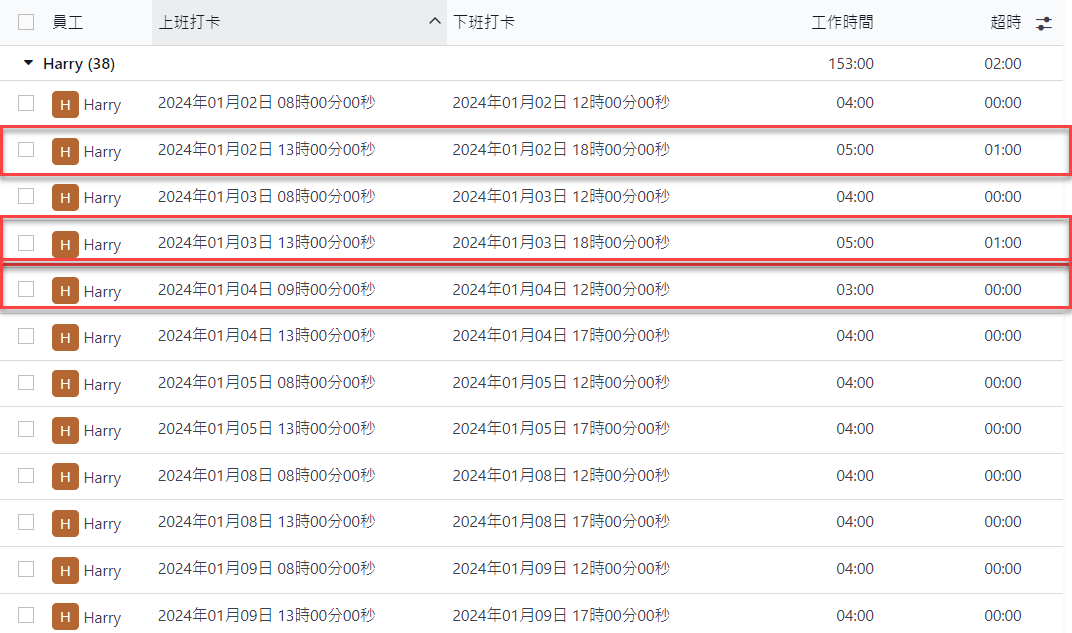 員工 上班打卡 下班打卡 工作時間 超時
Harry (38) 153:00 02:00
H Harry 2024年01月02日 08時00分00秒 2024年01月02日 12時00分00秒 04:00 00:00
H Harry 2024年01月02日 13時00分00秒 2024年01月02日 18時00分00秒 05:00 01:00
H Harry 2024年01月03日 08時00分00秒 2024年01月03日 12時00分00秒 04:00 00:00
H Harry 2024年01月03日 13時00分00秒 2024年01月03日 18時00分00秒 05:00 01:00
H Harry 2024年01月04日 09時00分00秒 2024年01月04日 12時00分00秒 03:00 00:00
H Harry 2024年01月04日 13時00分00秒 2024年01月04日 17時00分00秒 04:00 00:00
H Harry 2024年01月05日 08時00分00秒 2024年01月05日 12時00分00秒 04:00 00:00
H Harry 2024年01月05日 13時00分00秒 2024年01月05日 17時00分00秒 04:00 00:00
H Harry 2024年01月08日 08時00分00秒 2024年01月08日 12時00分00秒 04:00 00:00
H Harry 2024年01月08日 13時00分00秒 2024年01月08日 17時00分00秒 04:00 00:00
H Harry 2024年01月09日 08時00分00秒 2024年01月09日 12時00分00秒 04:00 00:00
H Harry 2024年01月09日 13時00分00秒 2024年01月09日 17時00分00秒 04:00 00:00